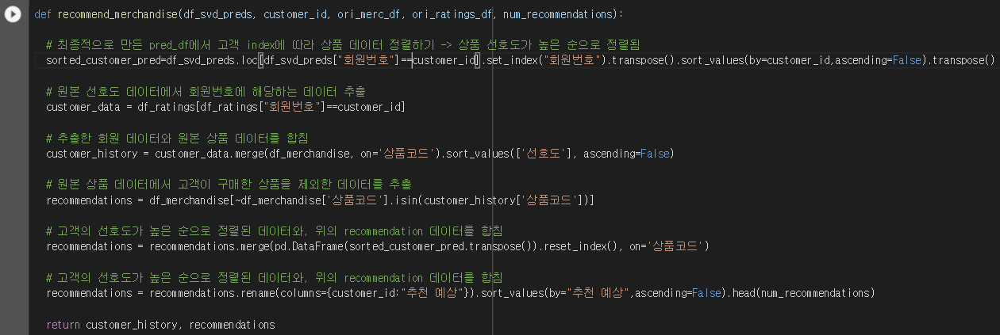 def recommend_merchandise(df_svd_preds, customer_id, ori_merc_df, ori_ratings_df, num_recommendations):
# 최종적으로 만든 pred_df에서 고객 index에 따라 상품 데이터 정렬하기 -> 상품 선호도가 높은 순으로 정렬됨
sorted_customer_pred=df_svd_preds.loc[df_svd_preds["회원번호"]==customer_id].set_index("회원번호").transpose().sort_values(by=customer_id,ascending=False).transpose()
# 원본 선호도 데이터에서 회원번호에 해당하는 데이터 추출
customer_data = df_ratings[df_ratings["회원번호"]==customer_id]
# 추출한 회원 데이터와 원본 상품 데이터를 합침
customer_history = customer_data.merge(df_merchandise, on='상품코드').sort_values(['선호도'], ascending=False)
# 원본 상품 데이터에서 고객이 구매한 상품을 제외한 데이터를 추출
recommendations = df_merchandise[~df_merchandise['상품코드'].isin(customer_history['상품코드'])]
# 고객의 선호도가 높은 순으로 정렬된 데이터와, 위의 recommendation 데이터를 합침
recommendations = recommendations.merge(pd.DataFrame(sorted_customer_pred.transpose()).reset_index(), on='상품코드')
# 고객의 선호도가 높은 순으로 정렬된 데이터와, 위의 recommendation 데이터를 합침
recommendations = recommendations.rename(columns={customer_id:"추천 예상"}).sort_values(by="추천 예상",ascending=False).head(num_recommendations)
return customer_history, recommendations